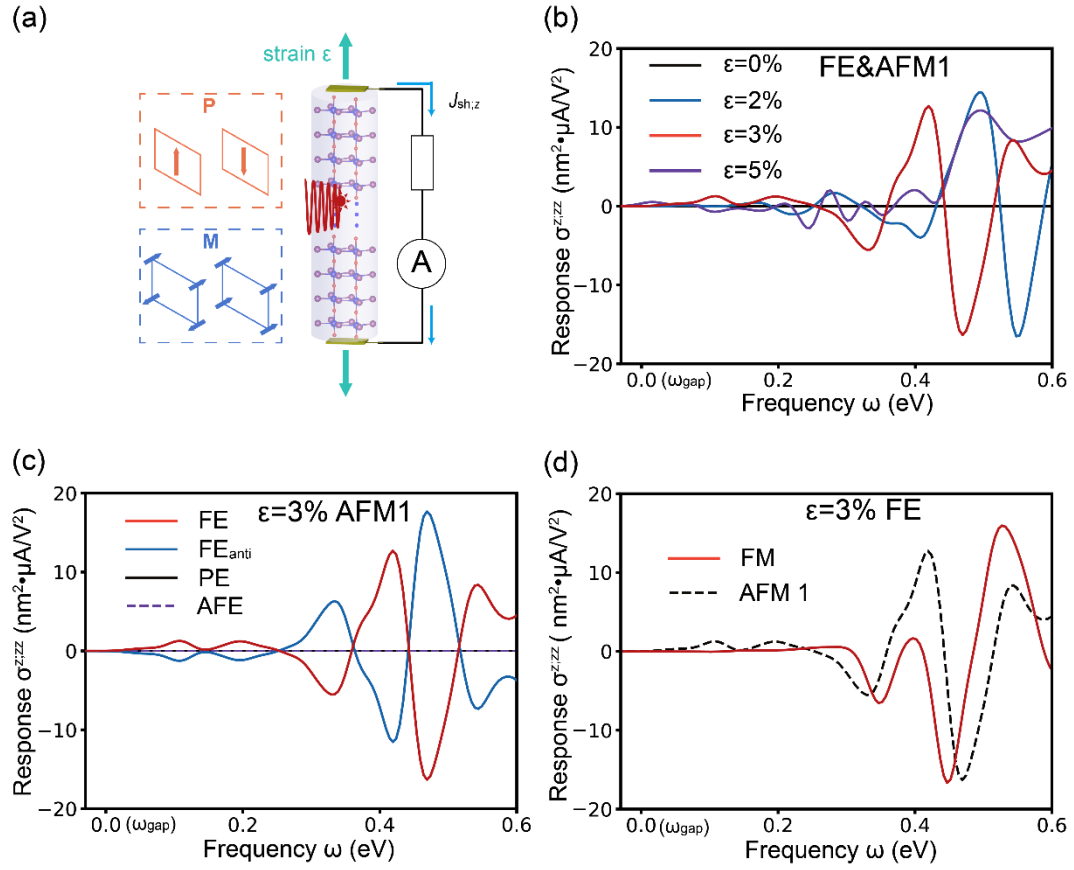 (a)
strain ε
P
M
J_sh;z
A
(b)
FE&AFM1
ε=0%
ε=2%
ε=3%
ε=5%
Response σ^z;zz (nm²•μA/V²)
20
10
0
−10
−20
0.0 (ωgap) 0.2 0.4 0.6
Frequency ω (eV)
(c)
ε=3% AFM1
FE
FEanti
PE
AFE
Response σ^z;zz (nm²•μA/V²)
20
10
0
−10
−20
0.0 (ωgap) 0.2 0.4 0.6
Frequency ω (eV)
(d)
ε=3% FE
FM
AFM 1
Response σ^z;zz ( nm²•μA/V²)
20
10
0
−10
−20
0.0 (ωgap) 0.2 0.4 0.6
Frequency ω (eV)